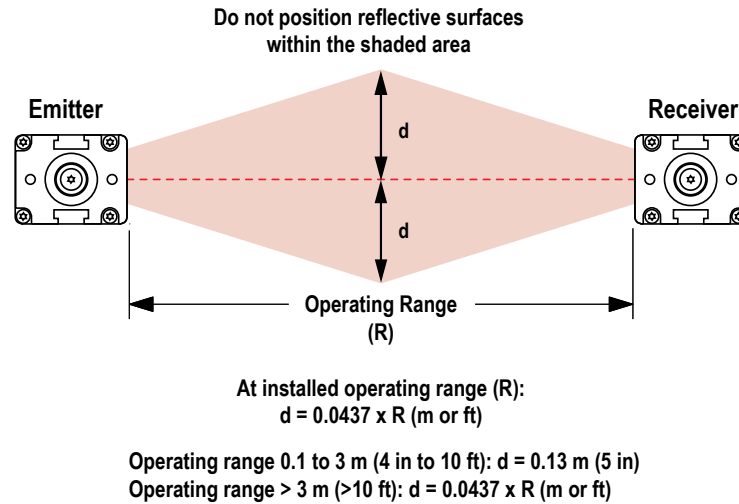 Do not position reflective surfaces
within the shaded area
Emitter
Receiver
d
d
Operating Range
(R)
At installed operating range (R):
d = 0.0437 x R (m or ft)
Operating range 0.1 to 3 m (4 in to 10 ft): d = 0.13 m (5 in)
Operating range > 3 m (>10 ft): d = 0.0437 x R (m or ft)